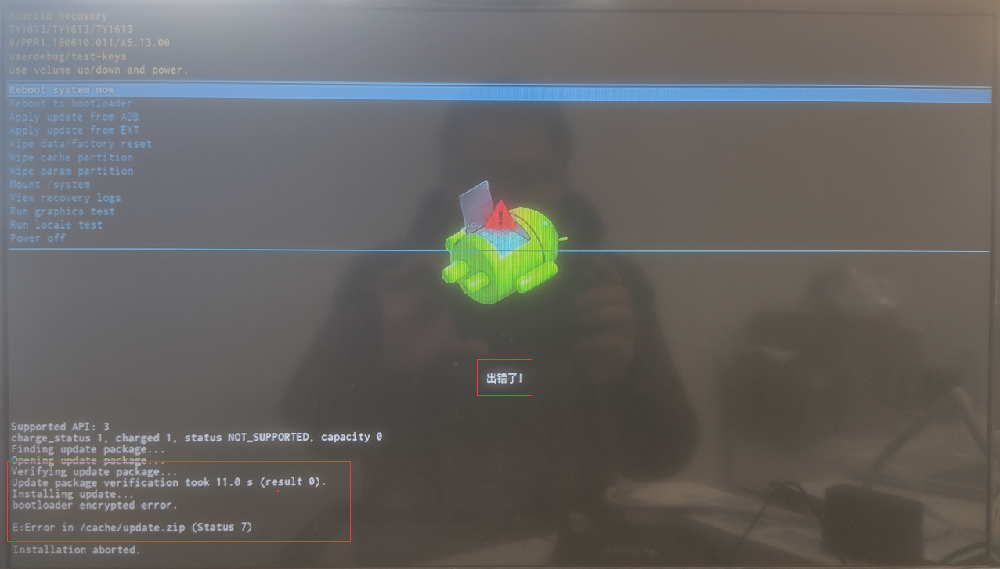 Android Recovery
TY1613/TY1613/TY1613
9/PPR1.180610.011/A6.13.00
userdebug/test-keys
Use volume up/down and power.
Reboot system now
Reboot to bootloader
Apply update from ADB
Apply update from EXT
Wipe data/factory reset
Wipe cache partition
Wipe param partition
Mount /system
View recovery logs
Run graphics test
Run locale test
Power off
出错了!
Supported API: 3
charge_status 1, charged 1, status NOT_SUPPORTED, capacity 0
Finding update package...
Opening update package...
Verifying update package...
Update package verification took 11.0 s (result 0).
Installing update...
bootloader encrypted error.
E:Error in /cache/update.zip (Status 7)
Installation aborted.